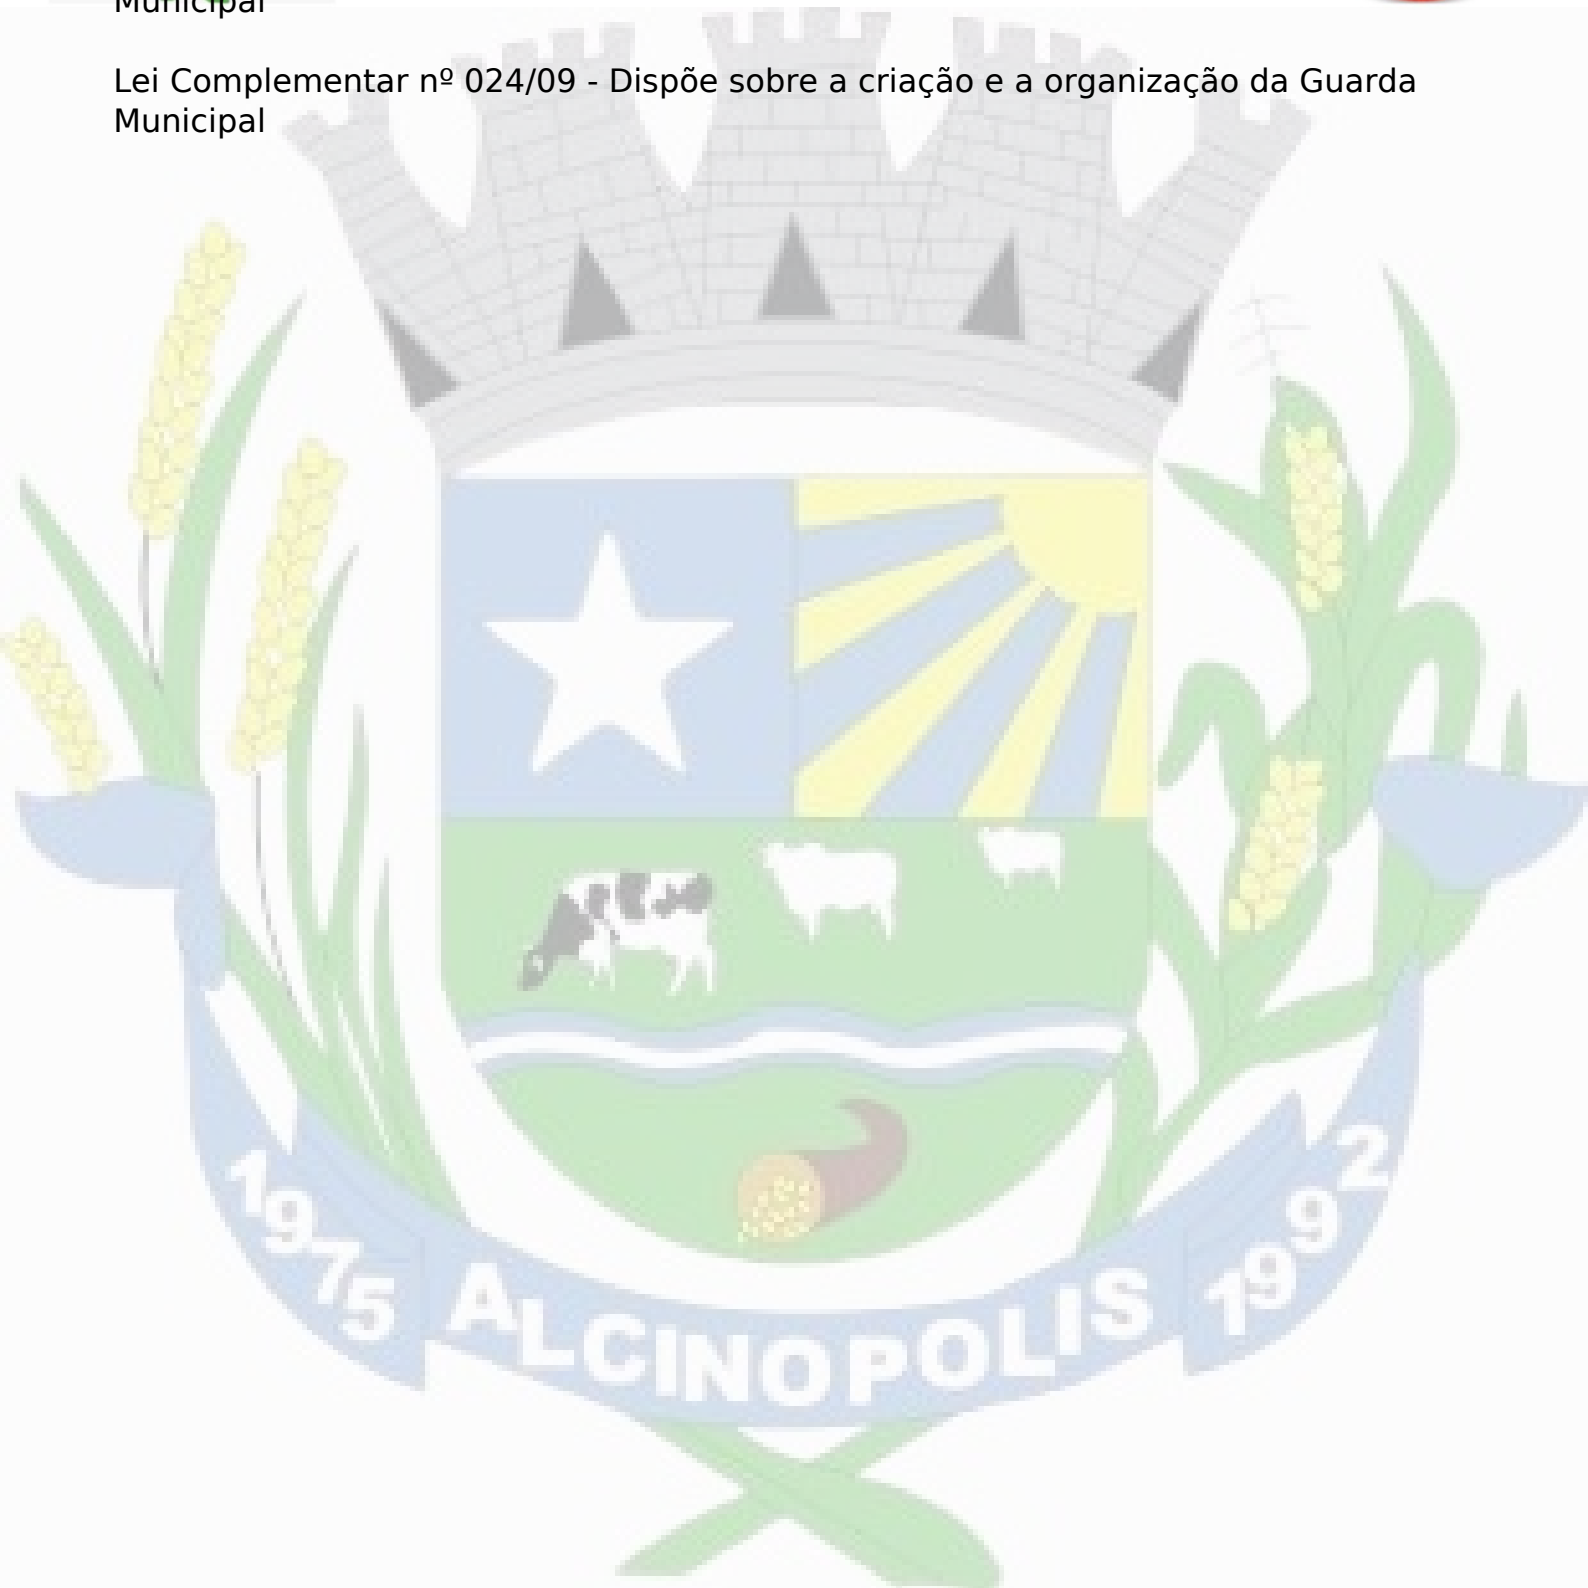 Municipal
Lei Complementar nº 024/09 - Dispõe sobre a criação e a organização da Guarda
Municipal
1975 ALCINOPOLIS 1992